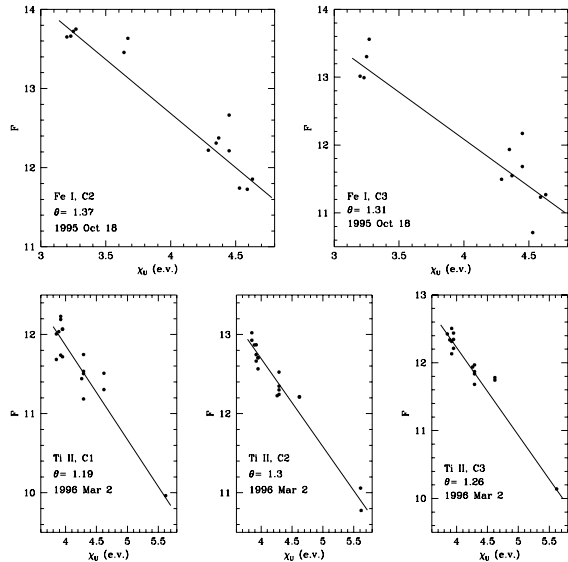 14
13
12
11
F
Fe I, C2
θ= 1.37
1995 Oct 18
3 3.5 4 4.5
χU (e.v.)
14
13
12
11
F
Fe I, C3
θ= 1.31
1995 Oct 18
3 3.5 4 4.5
χU (e.v.)
12
11
10
F
Ti II, C1
θ= 1.19
1996 Mar 2
4 4.5 5 5.5
χU (e.v.)
13
12
11
F
Ti II, C2
θ= 1.3
1996 Mar 2
4 4.5 5 5.5
χU (e.v.)
13
12
11
10
F
Ti II, C3
θ= 1.26
1996 Mar 2
4 4.5 5 5.5
χU (e.v.)